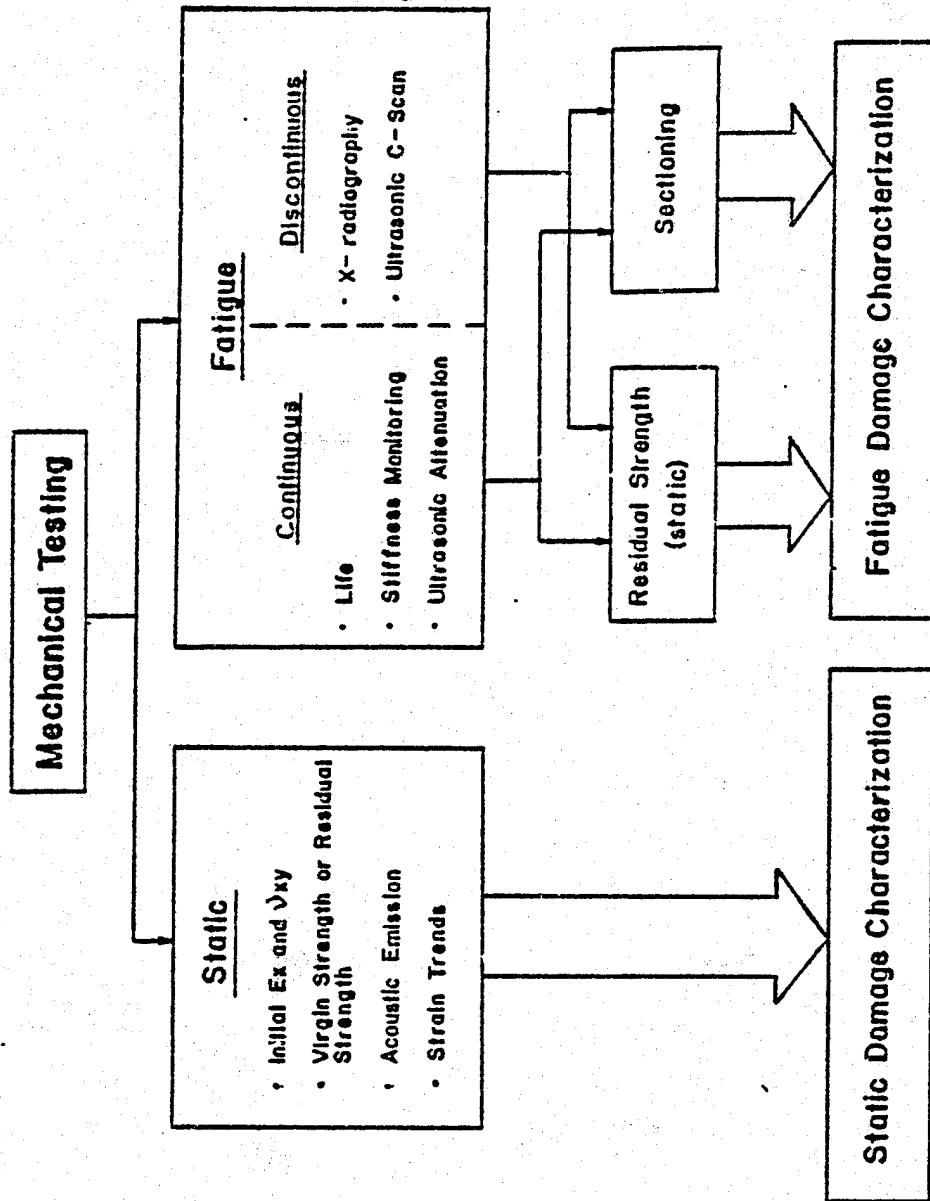 Mechanical Testing
Static
• Initial Ex and νxy
• Virgin Strength or Residual
Strength
• Acoustic Emission
• Strain Trends
Fatigue
Continuous
• Life
• Stiffness Monitoring
• Ultrasonic Attenuation
Discontinuous
• X-radiography
• Ultrasonic C-Scan
Residual Strength
(static)
Sectioning
Static Damage Characterization
Fatigue Damage Characterization